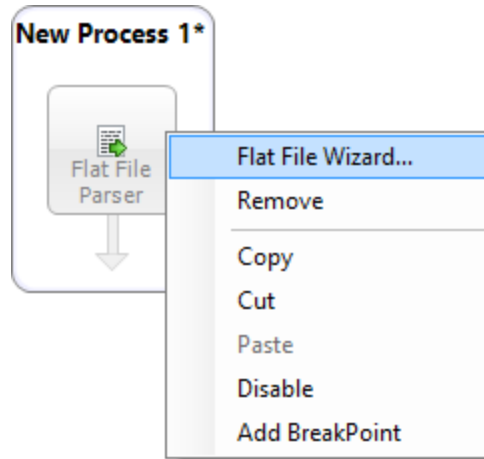 New Process 1*
Flat File
Parser
Flat File Wizard...
Remove
Copy
Cut
Paste
Disable
Add BreakPoint